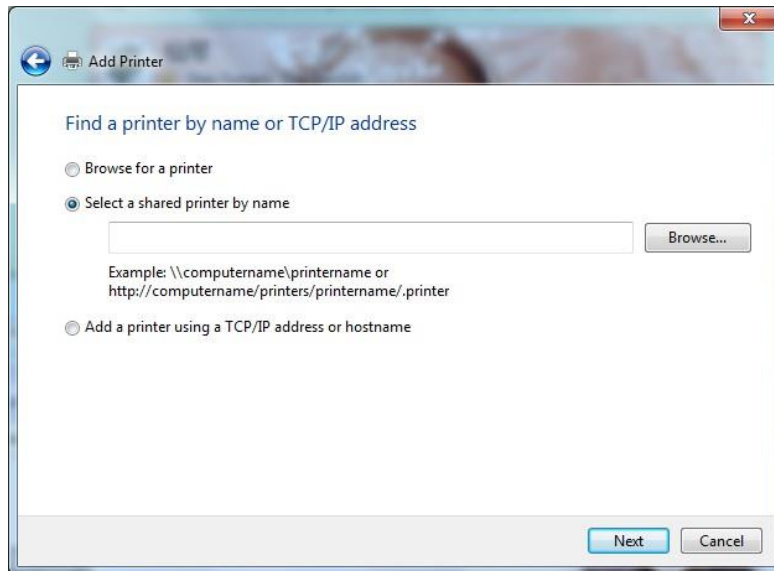 Add Printer
Find a printer by name or TCP/IP address
Browse for a printer
Select a shared printer by name
Browse...
Example: \\computername\printername or
http://computername/printers/printername/.printer
Add a printer using a TCP/IP address or hostname
Next
Cancel